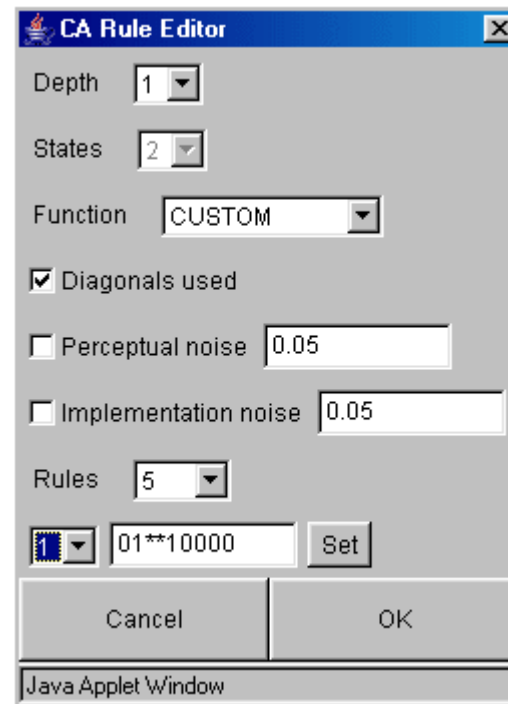 CA Rule Editor
Depth 1
States 2
Function CUSTOM
Diagonals used
Perceptual noise 0.05
Implementation noise 0.05
Rules 5
1 01**10000 Set
Cancel OK
Java Applet Window